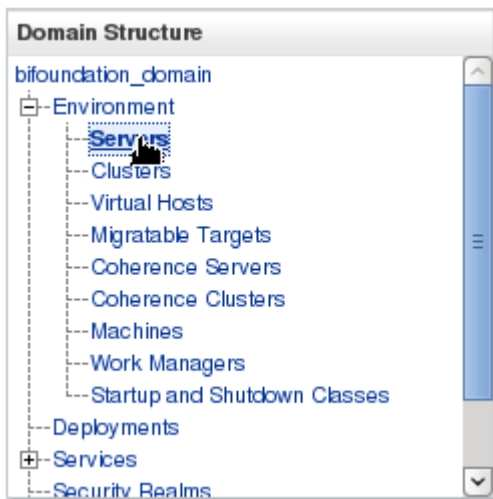 Domain Structure
bifoundation_domain
Environment
Servers
Clusters
Virtual Hosts
Migratable Targets
Coherence Servers
Coherence Clusters
Machines
Work Managers
Startup and Shutdown Classes
Deployments
Services
Security Realms